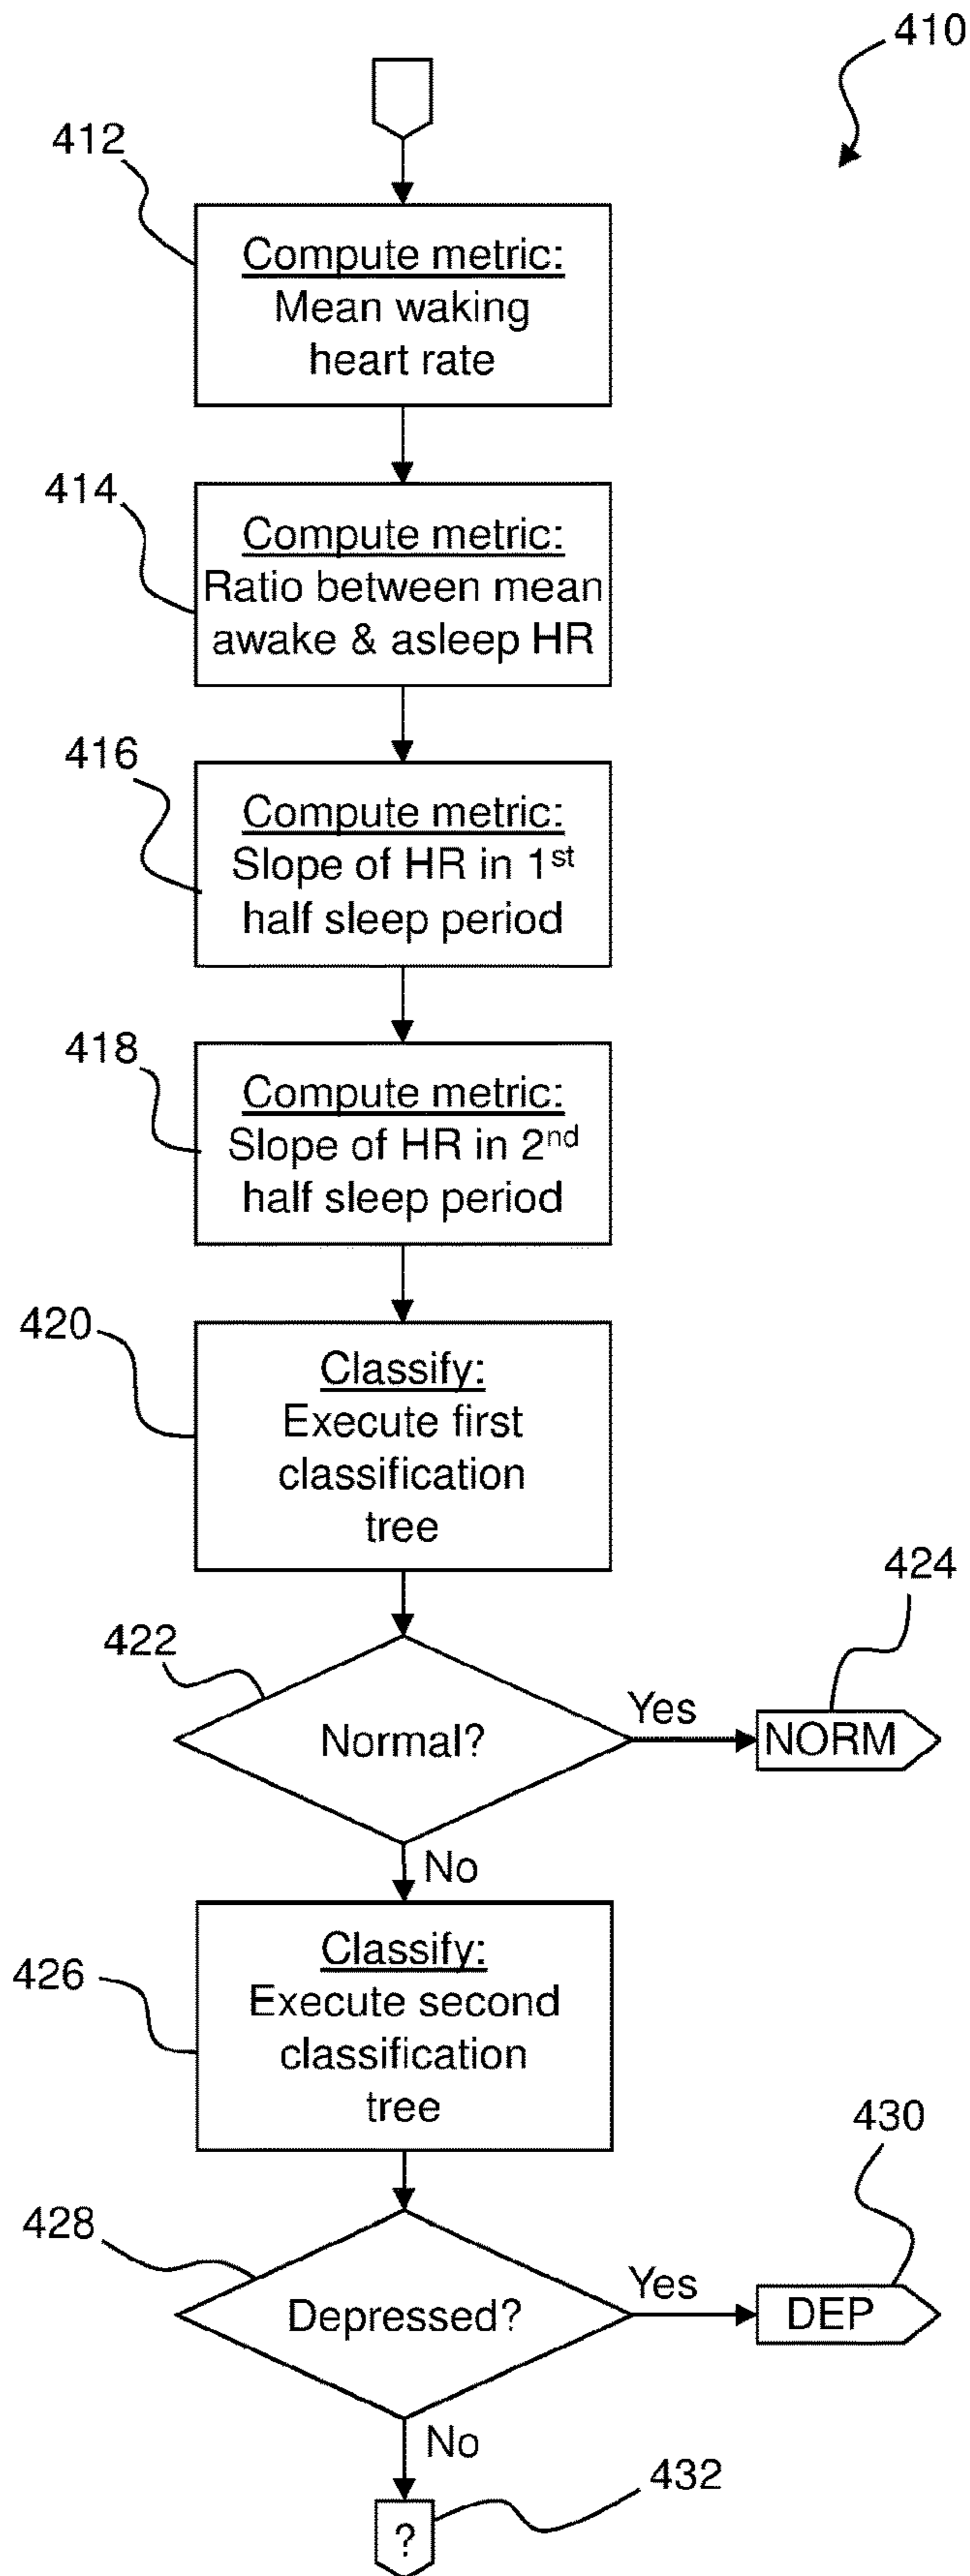 410
412
Compute metric:
Mean waking
heart rate
414
Compute metric:
Ratio between mean
awake & asleep HR
416
Compute metric:
Slope of HR in 1st
half sleep period
418
Compute metric:
Slope of HR in 2nd
half sleep period
420
Classify:
Execute first
classification
tree
422
Normal?
Yes
424
NORM
No
426
Classify:
Execute second
classification
tree
428
Depressed?
Yes
430
DEP
No
432
?